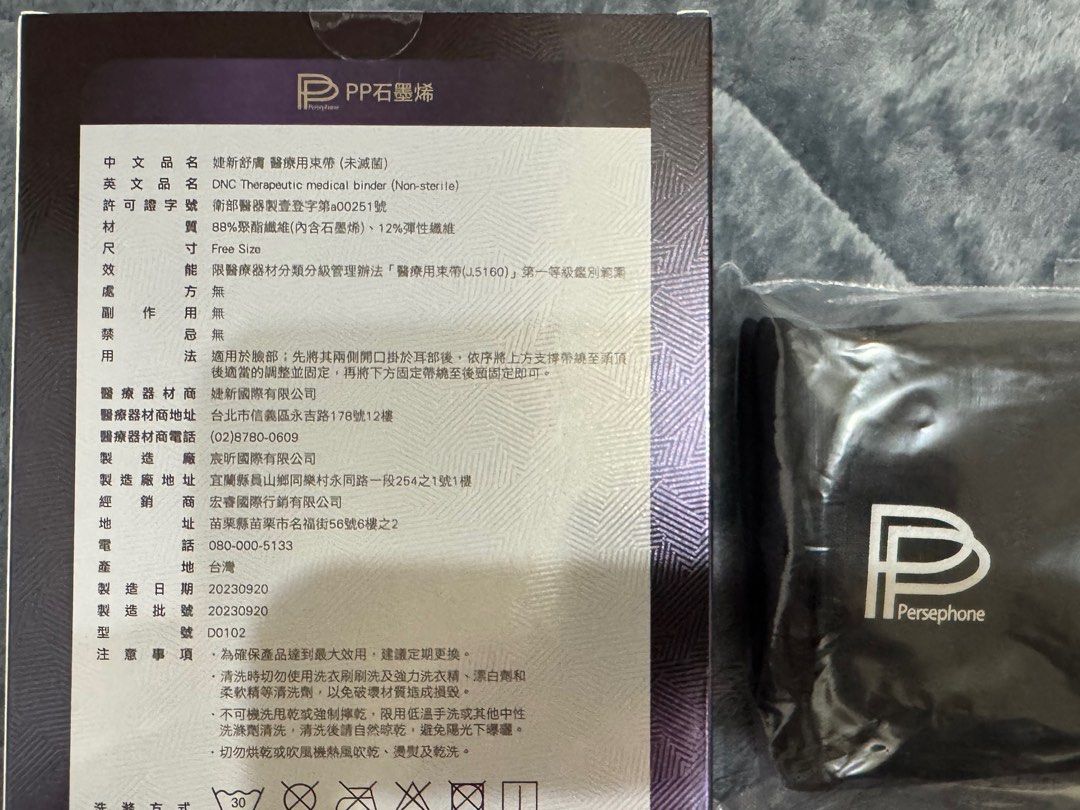 PP石墨烯
Persephone
中文品名 婕新舒膚 醫療用束帶 (未滅菌)
英文品名 DNC Therapeutic medical binder (Non-sterile)
許可證字號 衛部醫器製壹登字第a00251號
材質 88%聚酯纖維(內含石墨烯)、12%彈性纖維
尺寸 Free Size
效能 限醫療器材分類分級管理辦法「醫療用束帶(J.5160)」第一等級鑑別範圍
處方 無
副作用 無
禁忌 無
用法 適用於臉部；先將其兩側開口掛於耳部後，依序將上方支撐帶繞至頭頂
後適當的調整並固定，再將下方固定帶繞至後頭固定即可。
醫療器材商 婕新國際有限公司
醫療器材商地址 台北市信義區永吉路178號12樓
醫療器材商電話 (02)8780-0609
製造廠 宸昕國際有限公司
製造廠地址 宜蘭縣員山鄉同樂村永同路一段254之1號1樓
經銷商 宏睿國際行銷有限公司
地址 苗栗縣苗栗市名福街56號6樓之2
電話 080-000-5133
產地 台灣
製造日期 20230920
製造批號 20230920
型號 D0102
注意事項 ・為確保產品達到最大效用，建議定期更換。
・清洗時切勿使用洗衣刷刷洗及強力洗衣精、漂白劑和
柔軟精等清洗劑，以免破壞材質造成損毀。
・不可機洗甩乾或強制擰乾，限用低溫手洗或其他中性
洗滌劑清洗，清洗後請自然晾乾，避免陽光下曝曬。
・切勿烘乾或吹風機熱風吹乾、燙熨及乾洗。
洗滌方式 30
PP
Persephone